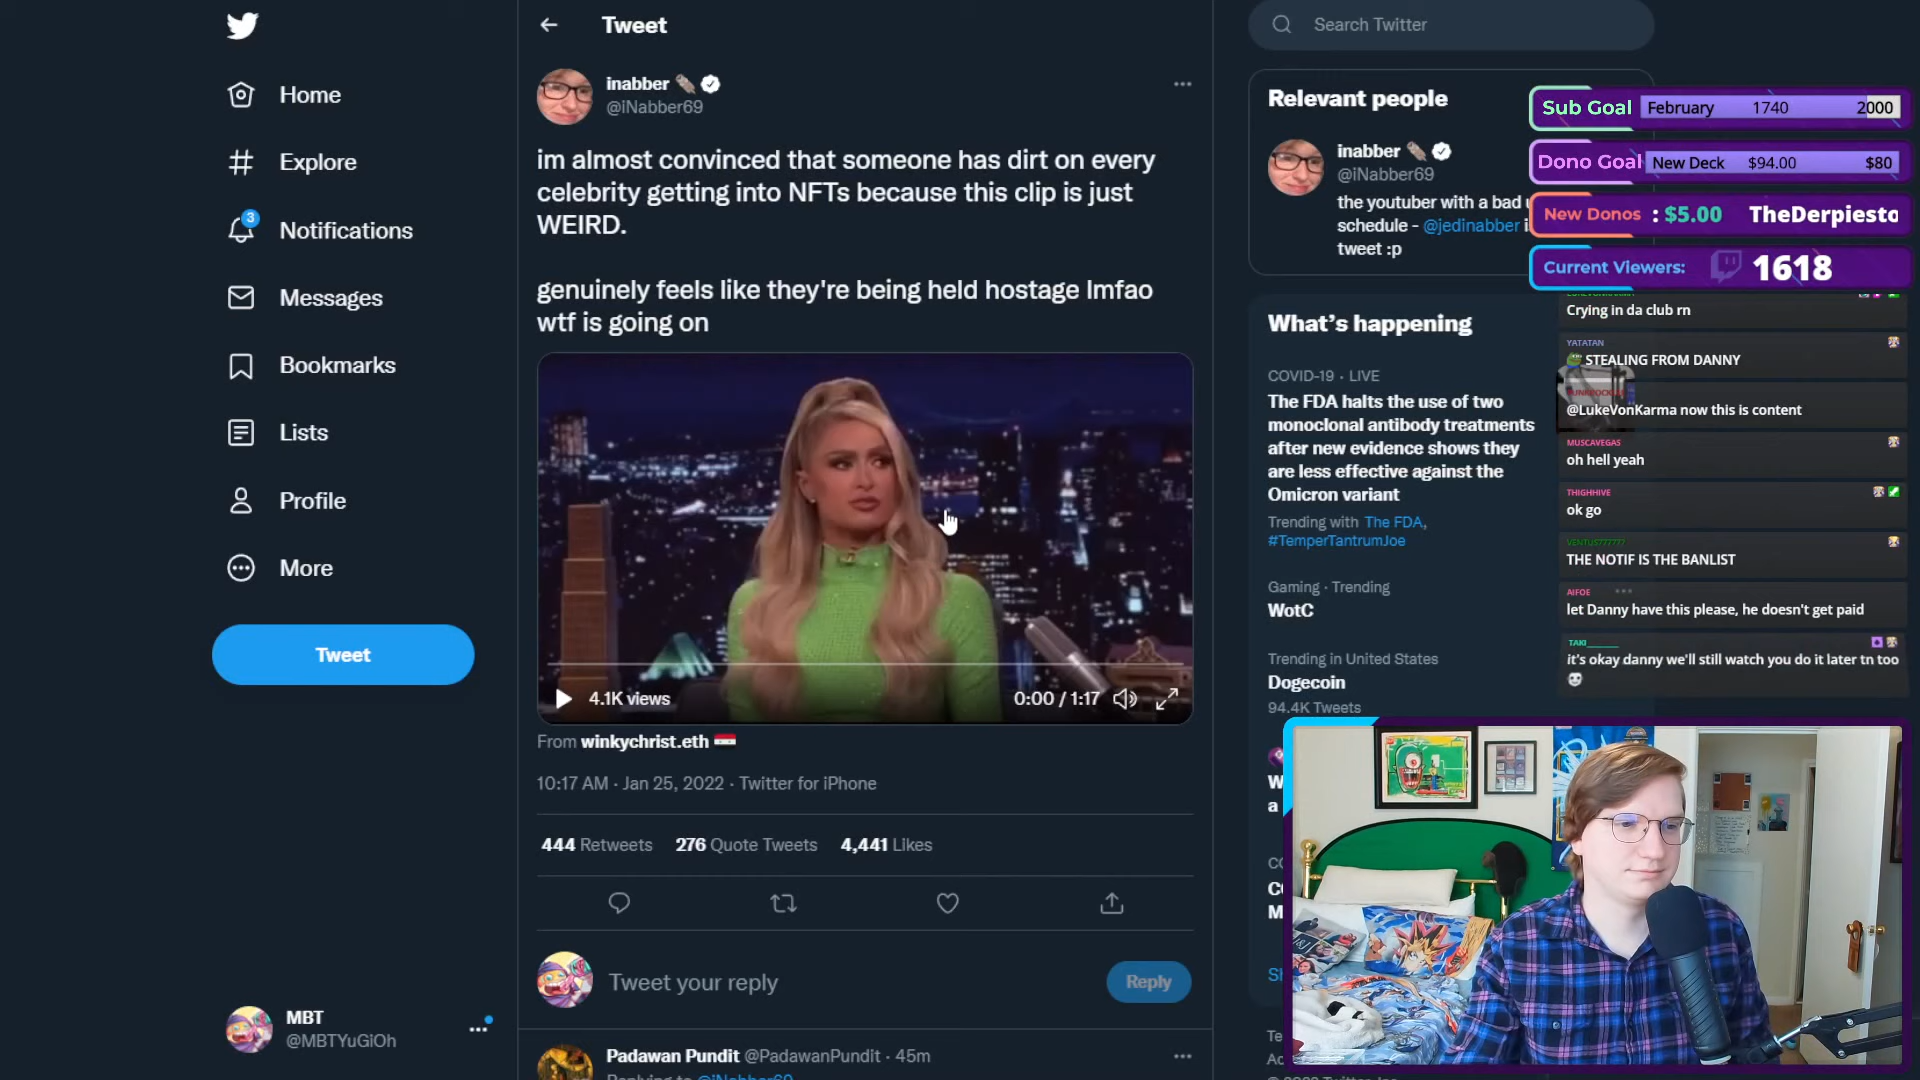 Home
Explore
3
Notifications
Messages
Bookmarks
Lists
Profile
More
Tweet
MBT
@MBTYuGiOh
Tweet
inabber
@iNabber69
im almost convinced that someone has dirt on every
celebrity getting into NFTs because this clip is just
WEIRD.
genuinely feels like they're being held hostage lmfao
wtf is going on
4.1K views
0:00 / 1:17
From winkychrist.eth
10:17 AM · Jan 25, 2022 · Twitter for iPhone
444 Retweets 276 Quote Tweets 4,441 Likes
Tweet your reply
Reply
Padawan Pundit @PadawanPundit · 45m
Replying to @iNabber69
Search Twitter
Relevant people
inabber
@iNabber69
the youtuber with a bad
schedule - @jedinabber
tweet :p
What's happening
COVID-19 · LIVE
The FDA halts the use of two
monoclonal antibody treatments
after new evidence shows they
are less effective against the
Omicron variant
Trending with The FDA,
#TemperTantrumJoe
Gaming · Trending
WotC
Trending in United States
Dogecoin
94.4K Tweets
Sub Goal February 1740 2000
Dono Goal New Deck $94.00 $80
New Donos : $5.00 TheDerpiesto
Current Viewers: 1618
Crying in da club rn
YATATAN
STEALING FROM DANNY
@LukeVonKarma now this is content
MUSCAVEGAS
oh hell yeah
THIGHHIVE
ok go
VENTUS777777
THE NOTIF IS THE BANLIST
AIFOE
let Danny have this please, he doesn't get paid
TAKI_______
it's okay danny we'll still watch you do it later tn too